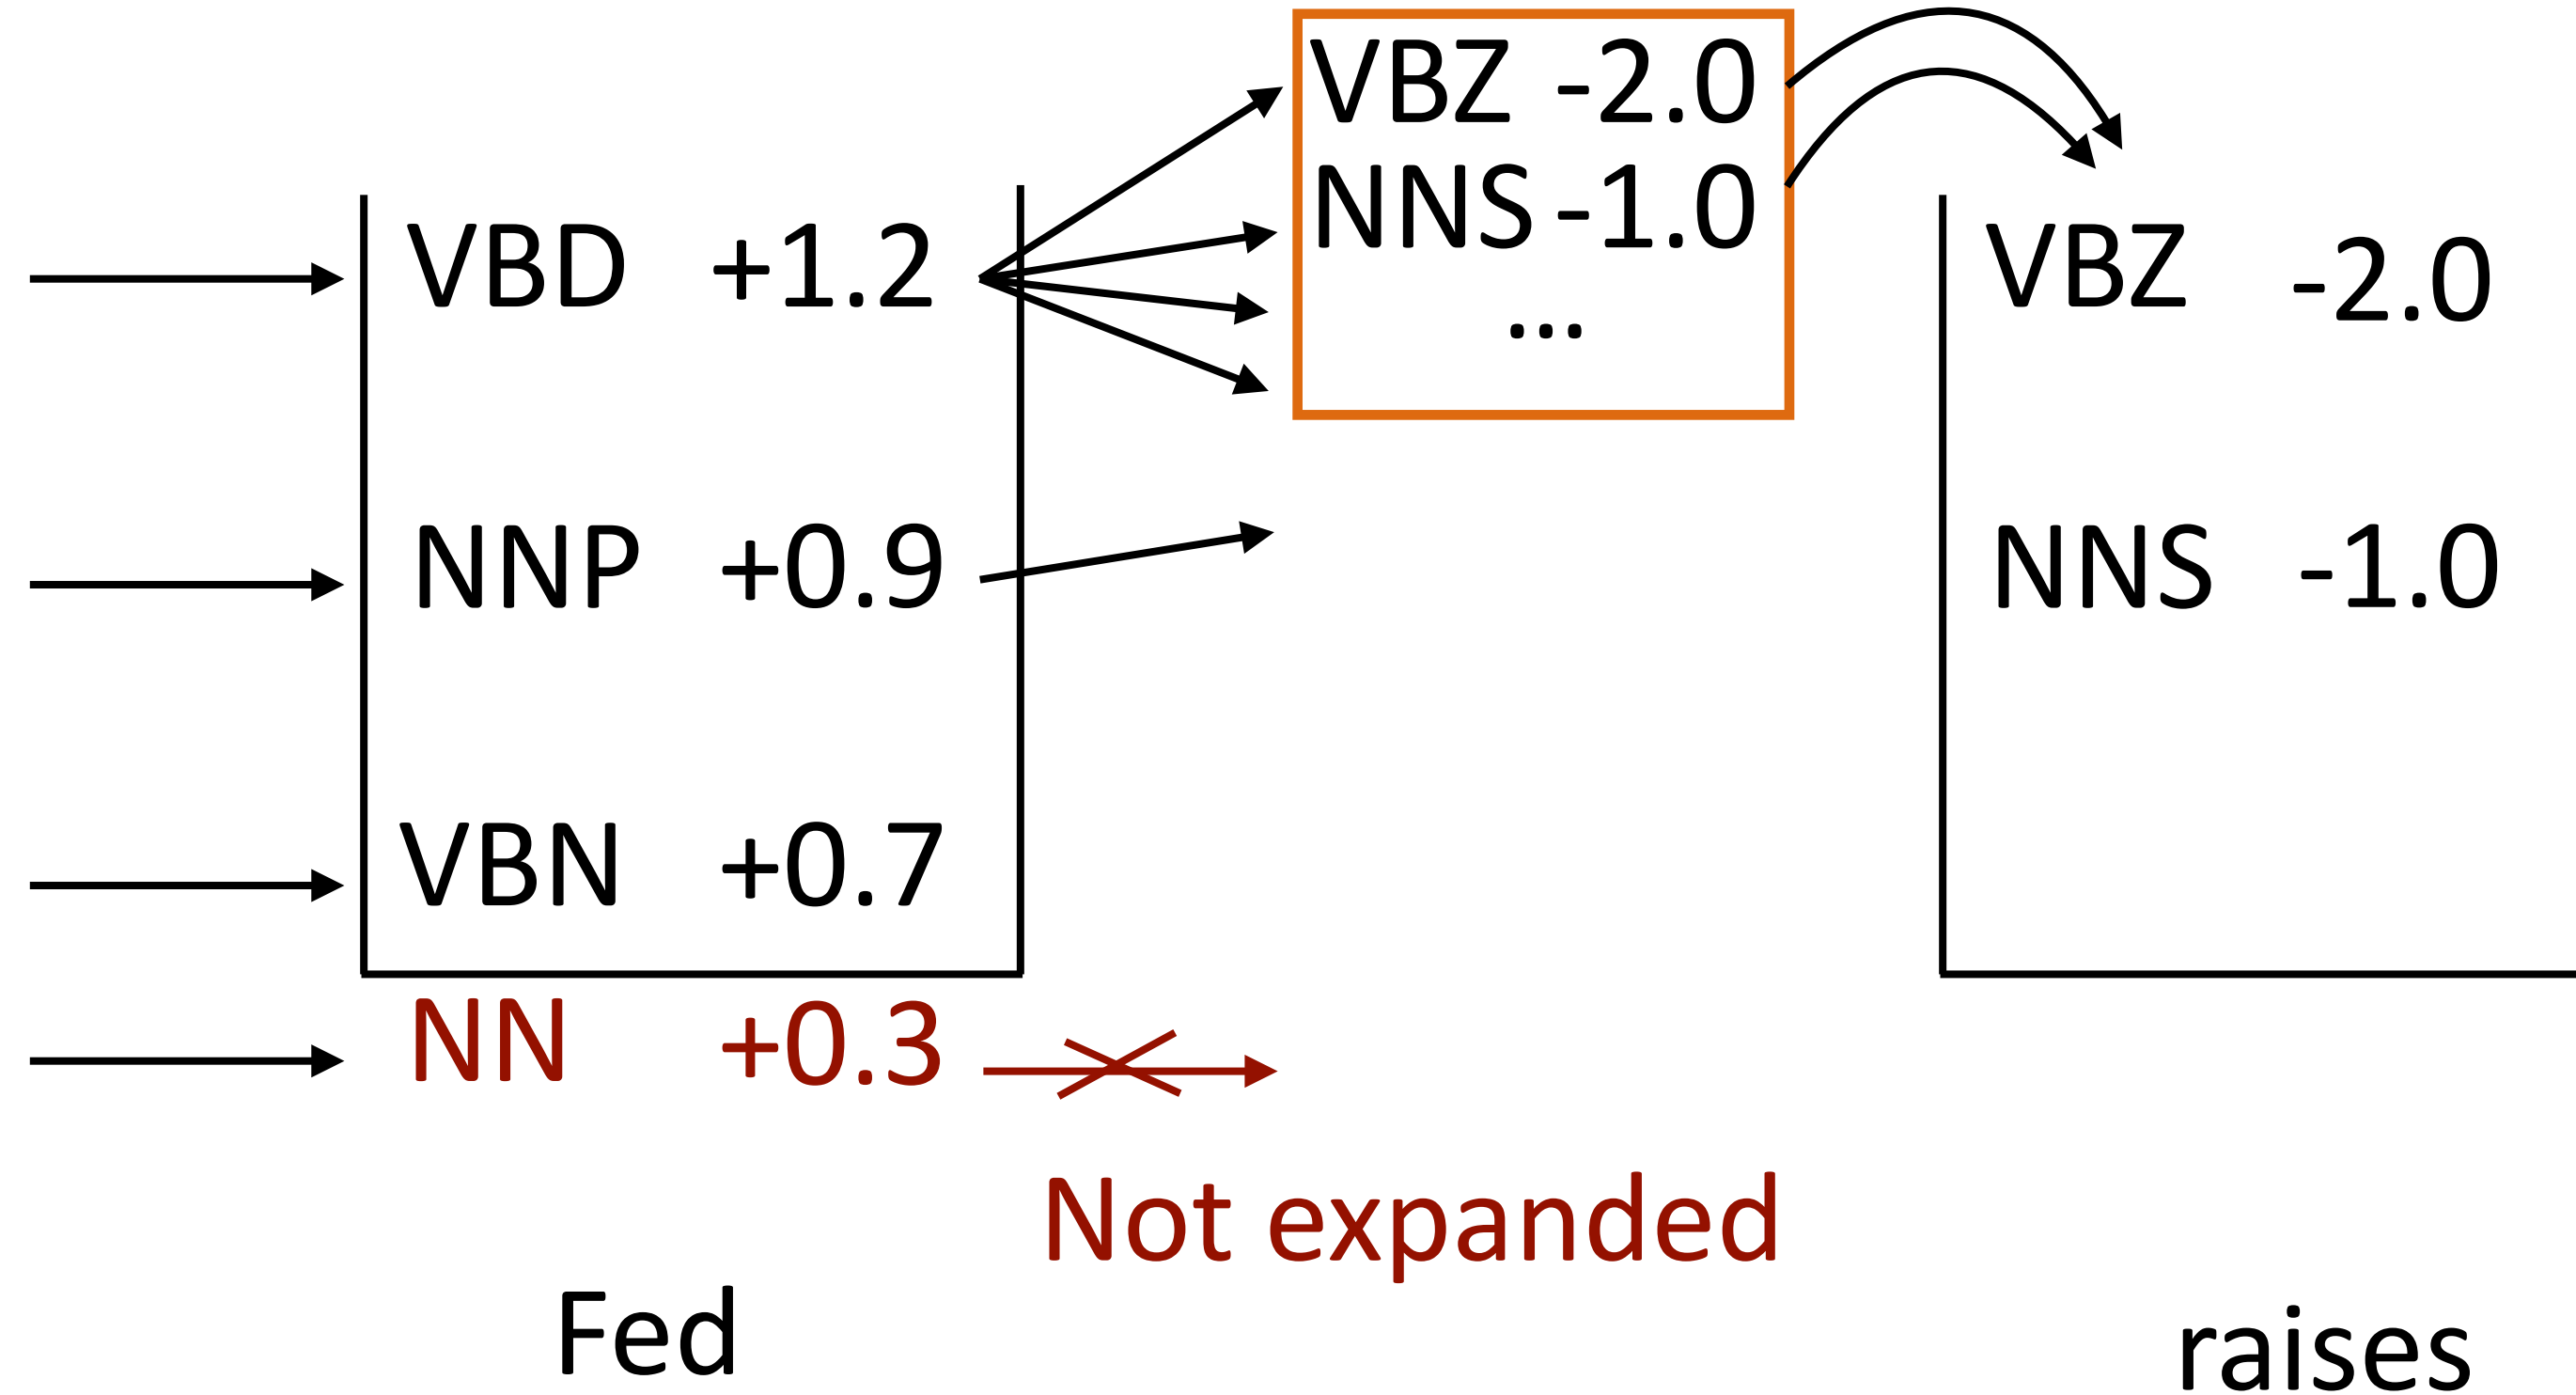 VBZ -2.0
NNS -1.0
...
VBD +1.2
NNP +0.9
VBN +0.7
NN +0.3
Not expanded
Fed
VBZ -2.0
NNS -1.0
raises